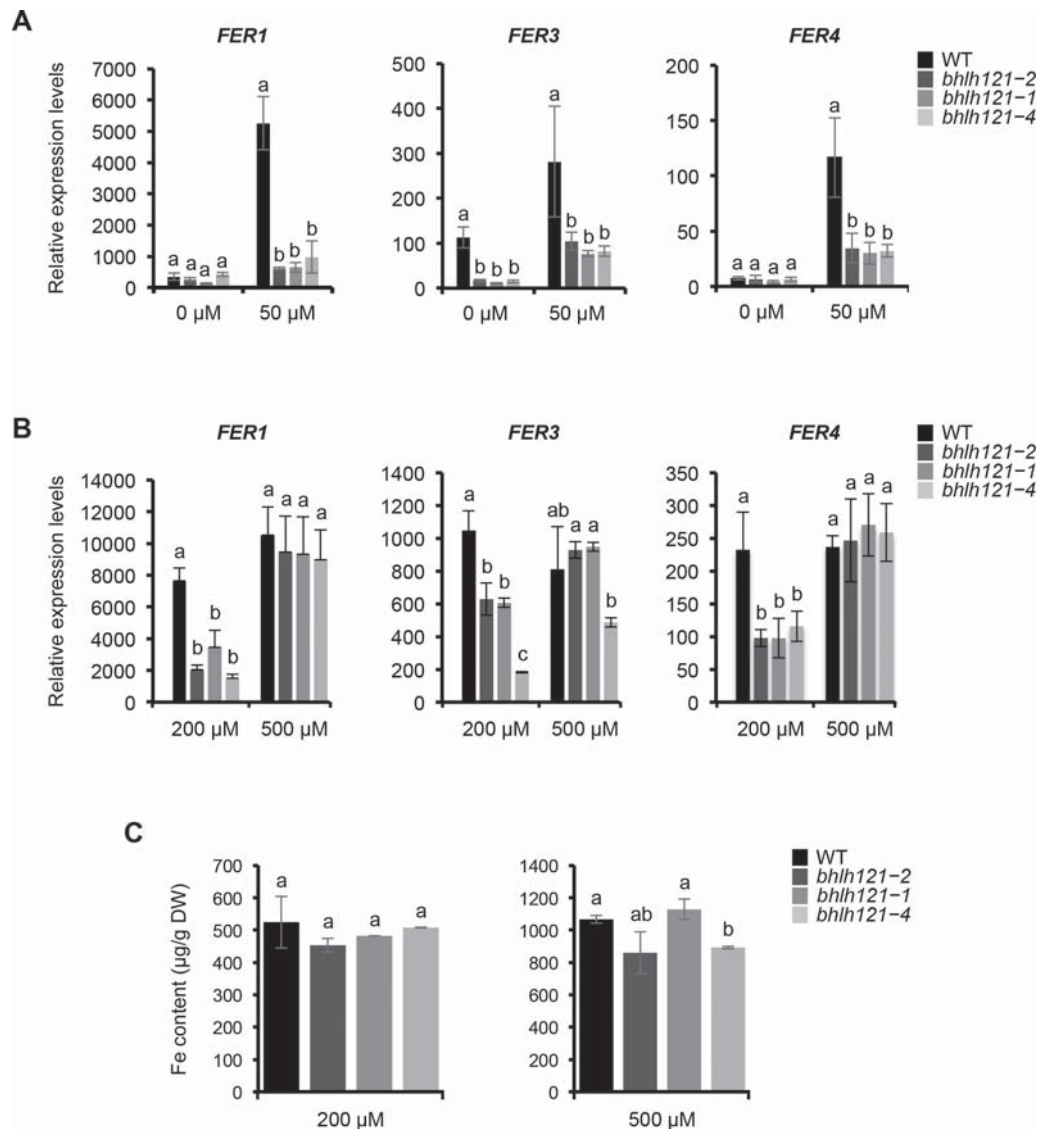 A
FER1
FER3
FER4
WT
bhlh121-2
bhlh121-1
bhlh121-4
Relative expression levels
7000
6000
5000
4000
3000
2000
1000
0
a a a a
a
b b b
0 µM
50 µM
500
400
300
200
100
0
a
b b b
a
b b b
0 µM
50 µM
200
150
100
50
0
a a a a
a
b b b
0 µM
50 µM
B
FER1
FER3
FER4
WT
bhlh121-2
bhlh121-1
bhlh121-4
Relative expression levels
14000
12000
10000
8000
6000
4000
2000
0
a
b
b
b
a a a a
200 µM
500 µM
1400
1200
1000
800
600
400
200
0
a
b b
c
ab
a a
b
200 µM
500 µM
350
300
250
200
150
100
50
0
a
b b b
a a a a
200 µM
500 µM
C
WT
bhlh121-2
bhlh121-1
bhlh121-4
Fe content (µg/g DW)
700
600
500
400
300
200
100
0
a
a
a
a
200 µM
1400
1200
1000
800
600
400
200
0
a
ab
a
b
500 µM